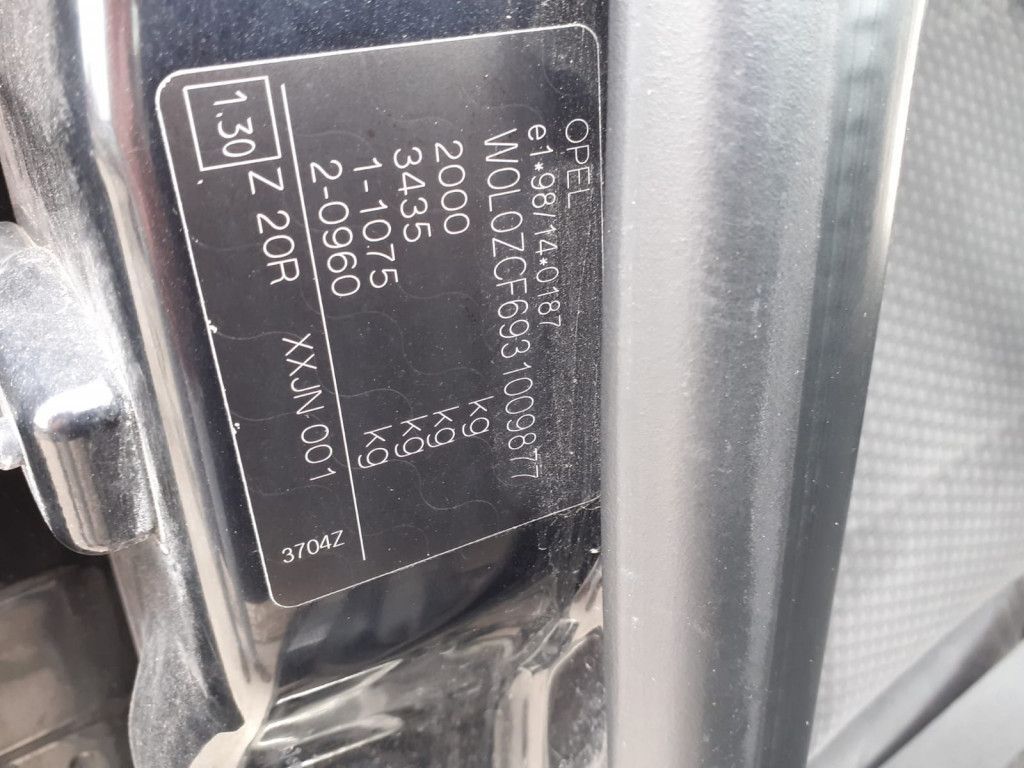 OPEL
e1*98/14*0187
W0L0ZCF6931009877
2000 kg
3435 kg
1-1075 kg
2-0960 kg
1.30 Z 20R XXJN 001
3704Z